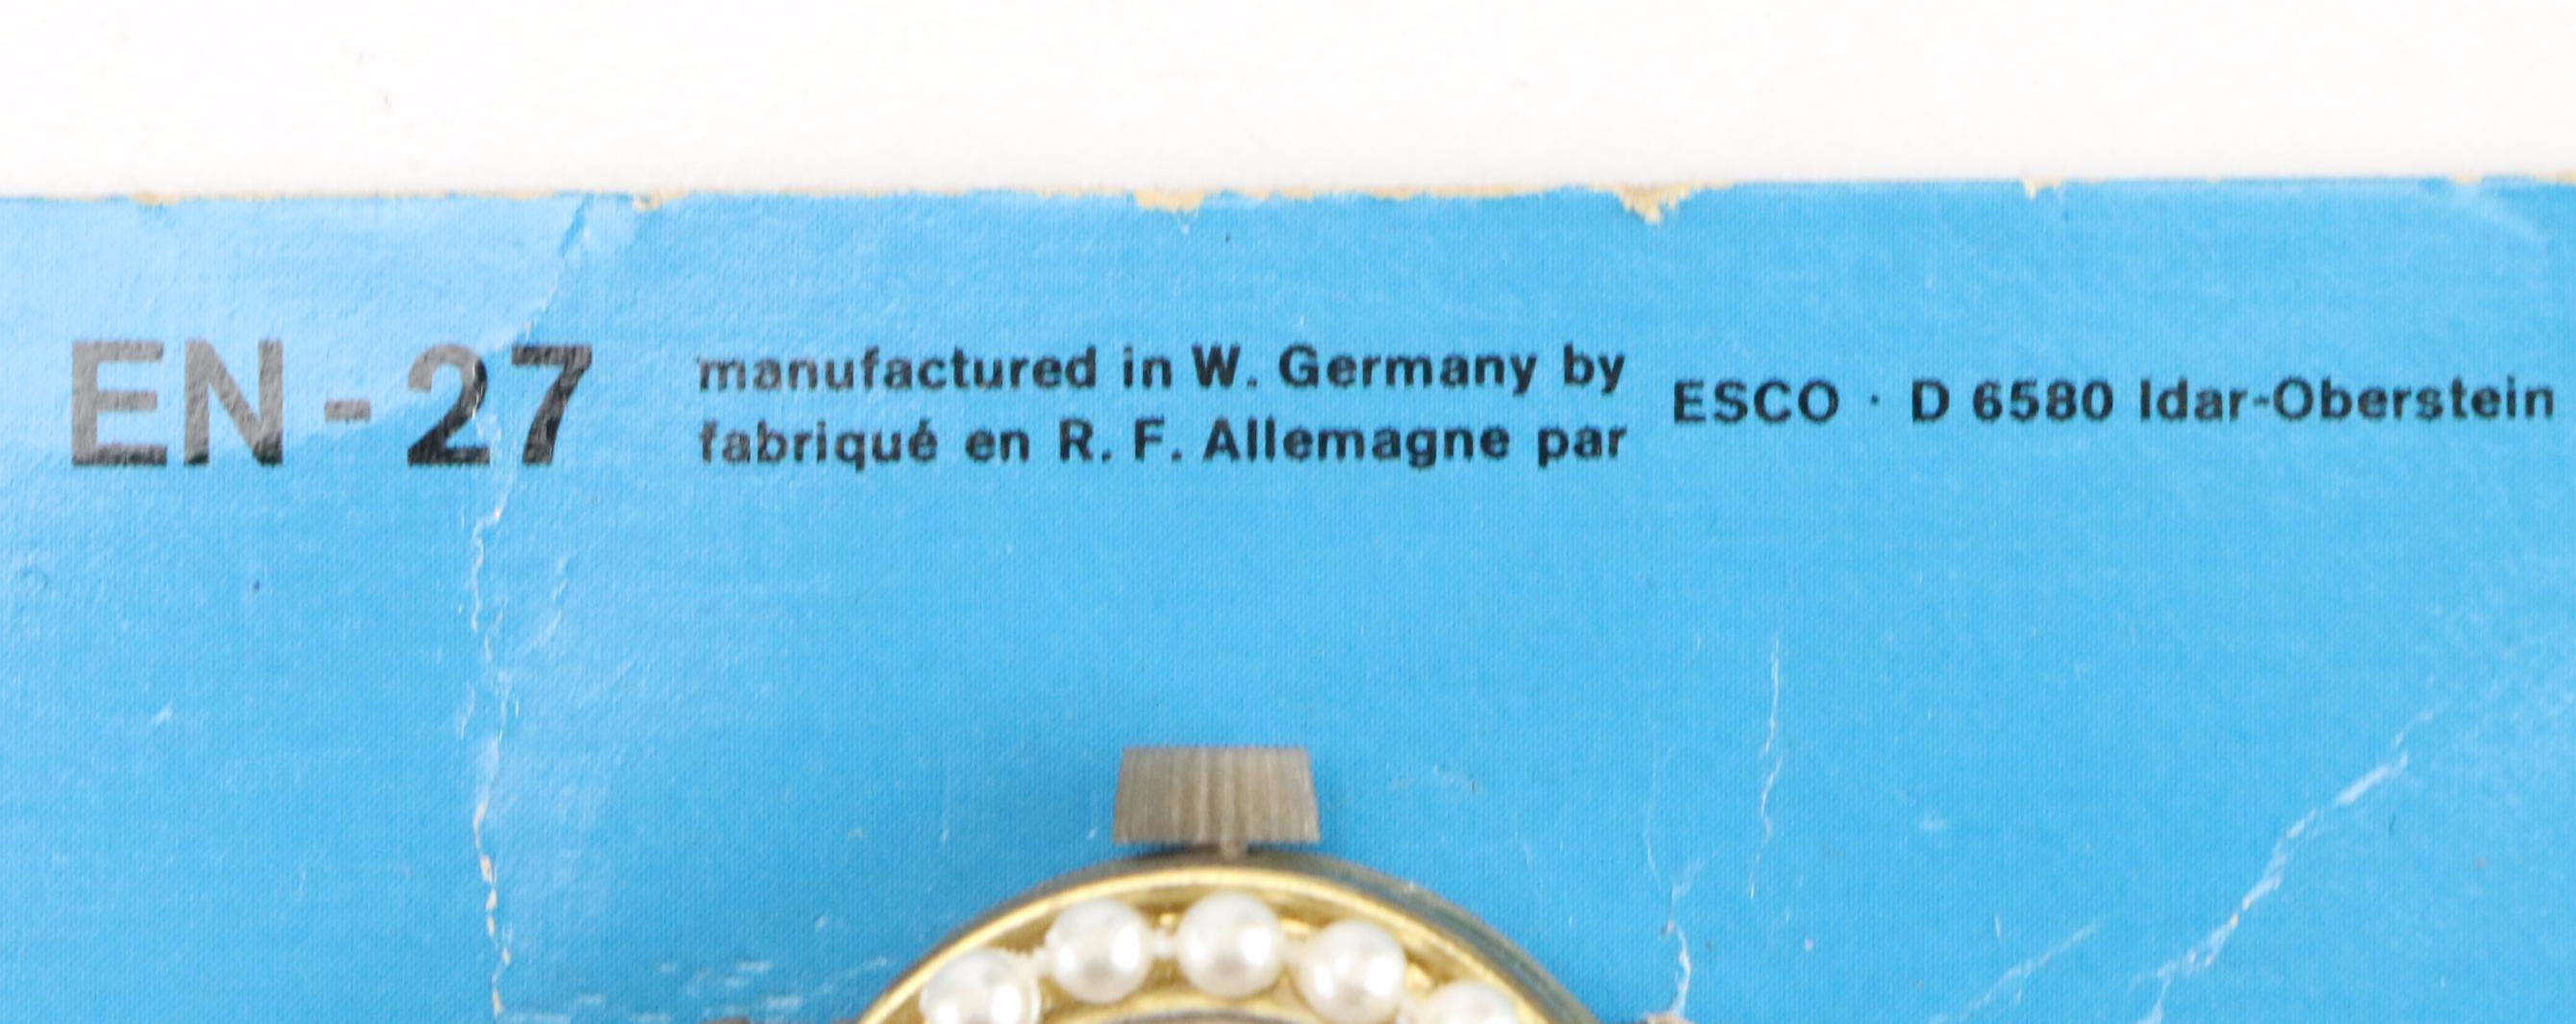 EN-27
manufactured in W. Germany by
fabriqué en R. F. Allemagne par
ESCO · D 6580 Idar-Oberstein